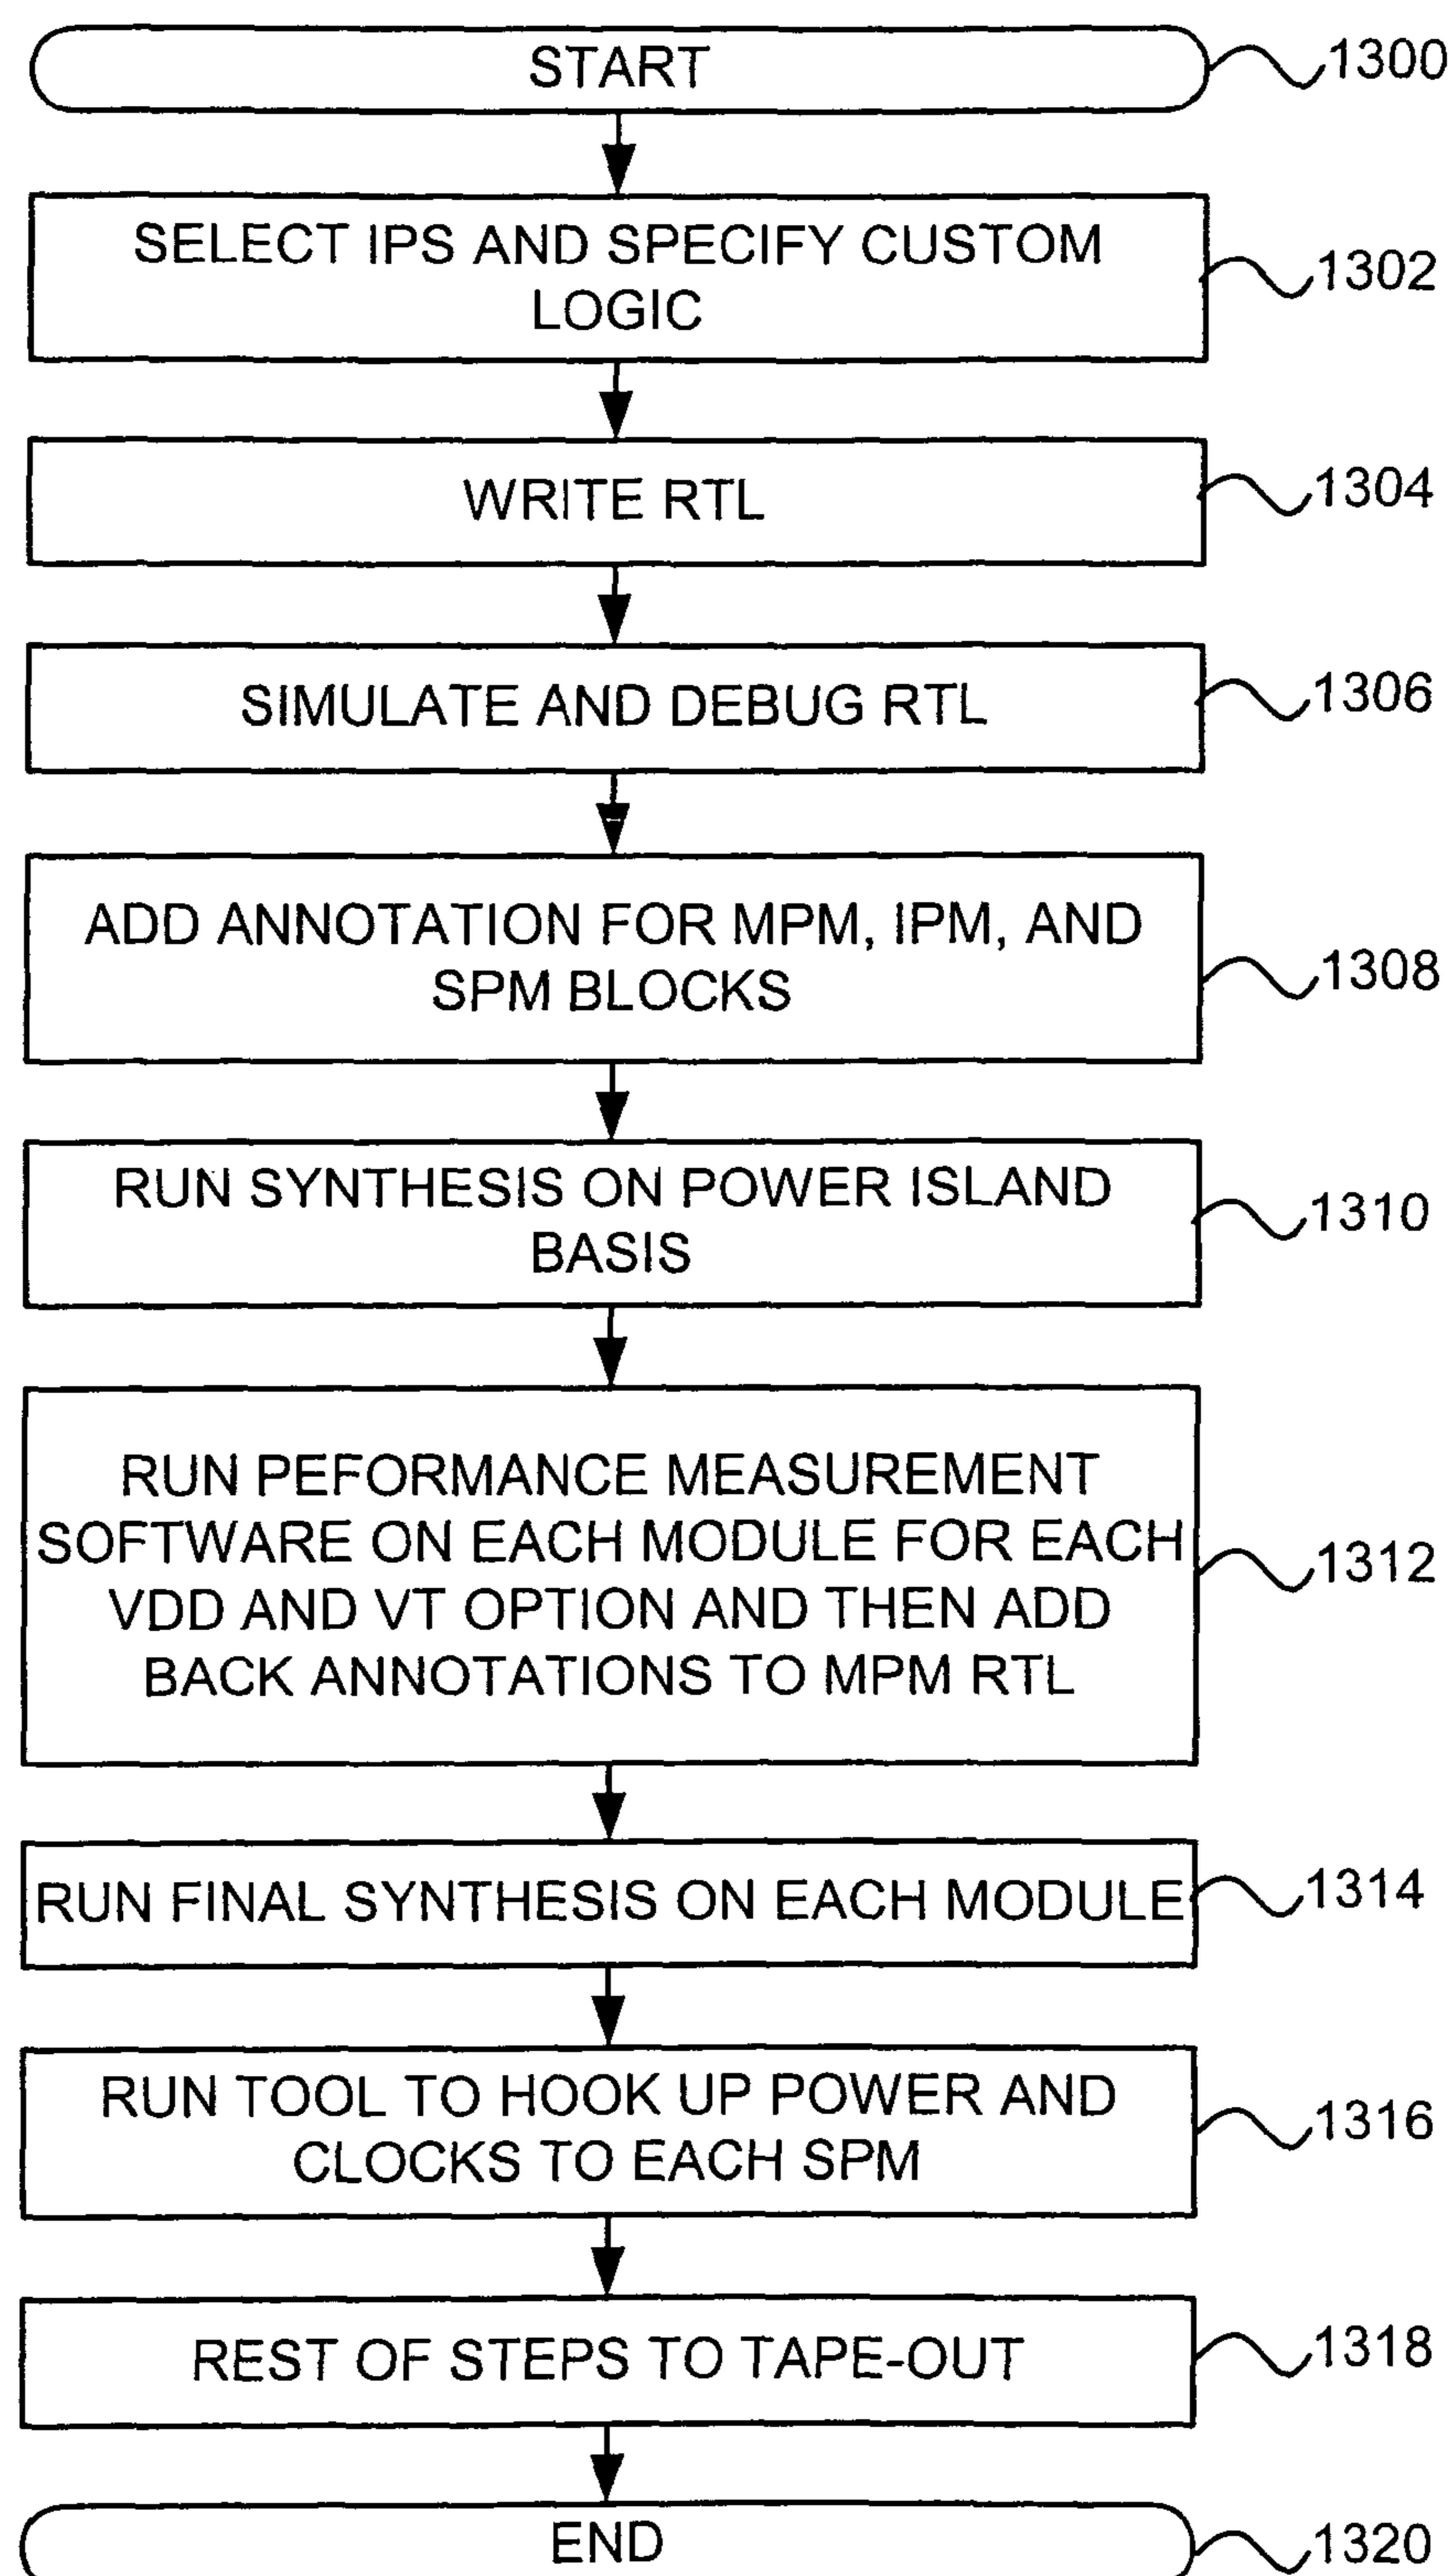 START
1300
SELECT IPS AND SPECIFY CUSTOM
LOGIC
1302
WRITE RTL
1304
SIMULATE AND DEBUG RTL
1306
ADD ANNOTATION FOR MPM, IPM, AND
SPM BLOCKS
1308
RUN SYNTHESIS ON POWER ISLAND
BASIS
1310
RUN PEFORMANCE MEASUREMENT
SOFTWARE ON EACH MODULE FOR EACH
VDD AND VT OPTION AND THEN ADD
BACK ANNOTATIONS TO MPM RTL
1312
RUN FINAL SYNTHESIS ON EACH MODULE
1314
RUN TOOL TO HOOK UP POWER AND
CLOCKS TO EACH SPM
1316
REST OF STEPS TO TAPE-OUT
1318
END
1320